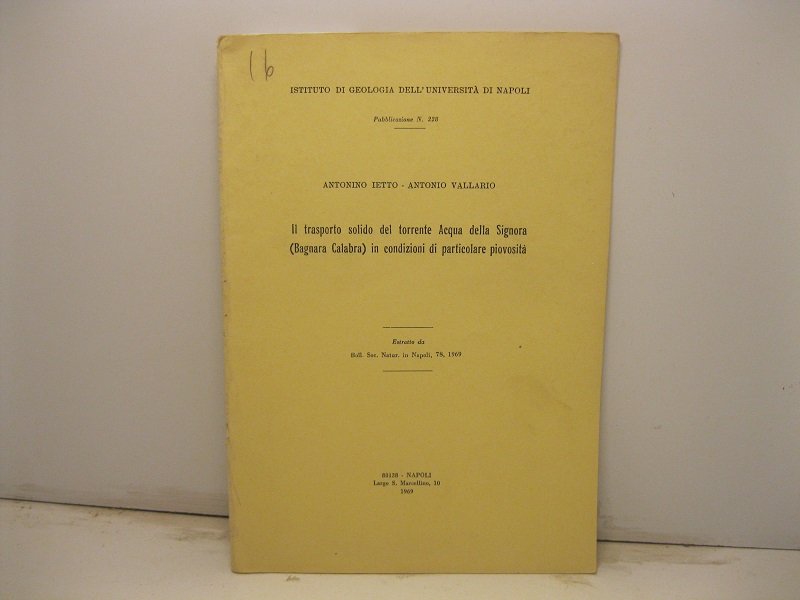 16
ISTITUTO DI GEOLOGIA DELL'UNIVERSITÀ DI NAPOLI
Pubblicazione N. 228
ANTONINO IETTO - ANTONIO VALLARIO
Il trasporto solido del torrente Acqua della Signora
(Bagnara Calabra) in condizioni di particolare piovosità
Estratto da
Boll. Soc. Natur. in Napoli, 78, 1969
80138 - NAPOLI
Largo S. Marcellino, 10
1969